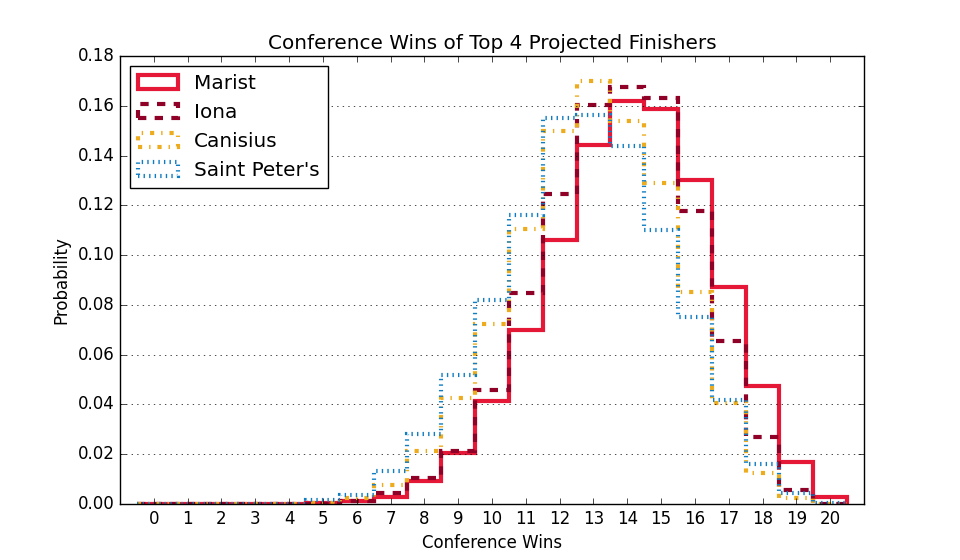 Conference Wins of Top 4 Projected Finishers
0.18
0.16
0.14
0.12
0.10
0.08
0.06
0.04
0.02
0.00
Probability
Marist
Iona
Canisius
Saint Peter's
0 1 2 3 4 5 6 7 8 9 10 11 12 13 14 15 16 17 18 19 20
Conference Wins